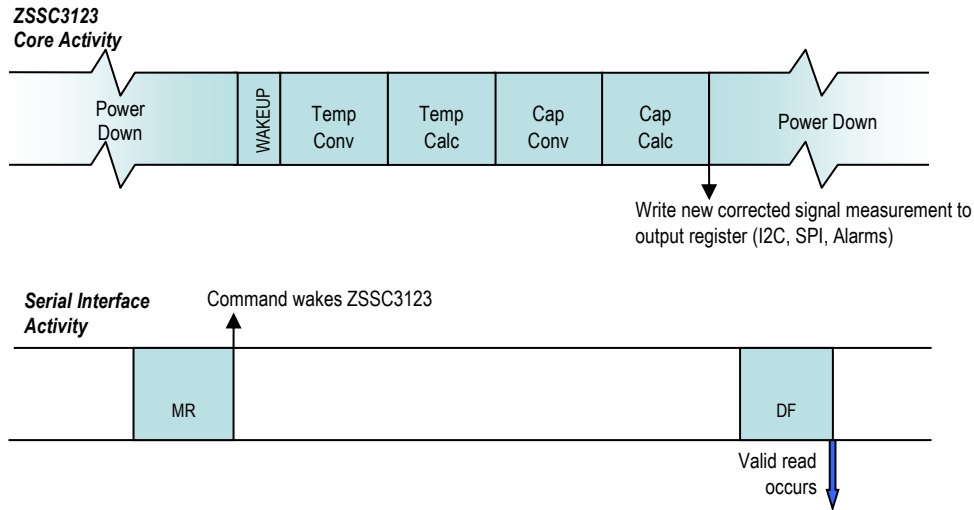 ZSSC3123
Core Activity
Power
Down
WAKEUP
Temp
Conv
Temp
Calc
Cap
Conv
Cap
Calc
Power Down
Write new corrected signal measurement to
output register (I2C, SPI, Alarms)
Serial Interface
Activity
Command wakes ZSSC3123
MR
DF
Valid read
occurs